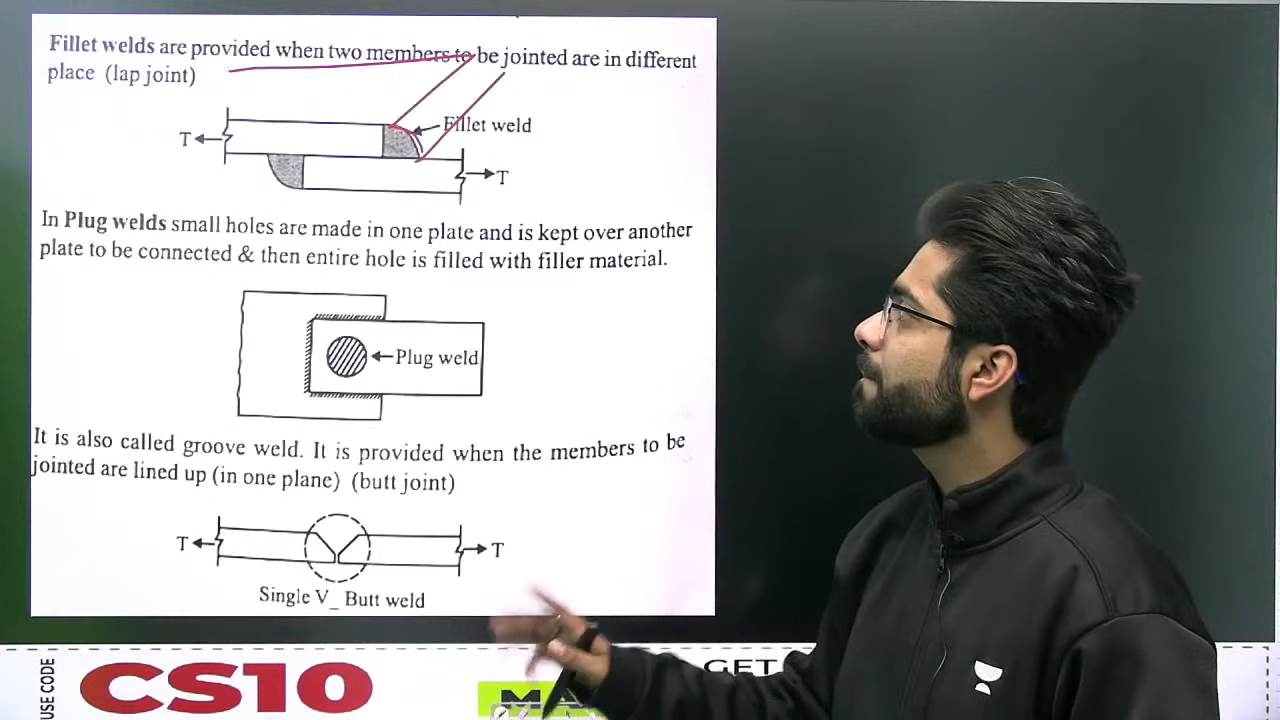 Fillet welds are provided when two members to be jointed are in different
place (lap joint)
T
Fillet weld
T
In Plug welds small holes are made in one plate and is kept over another
plate to be connected & then entire hole is filled with filler material.
Plug weld
It is also called groove weld. It is provided when the members to be
jointed are lined up (in one plane) (butt joint)
T
T
Single V_ Butt weld
USE CODE
CS10
GET
MA